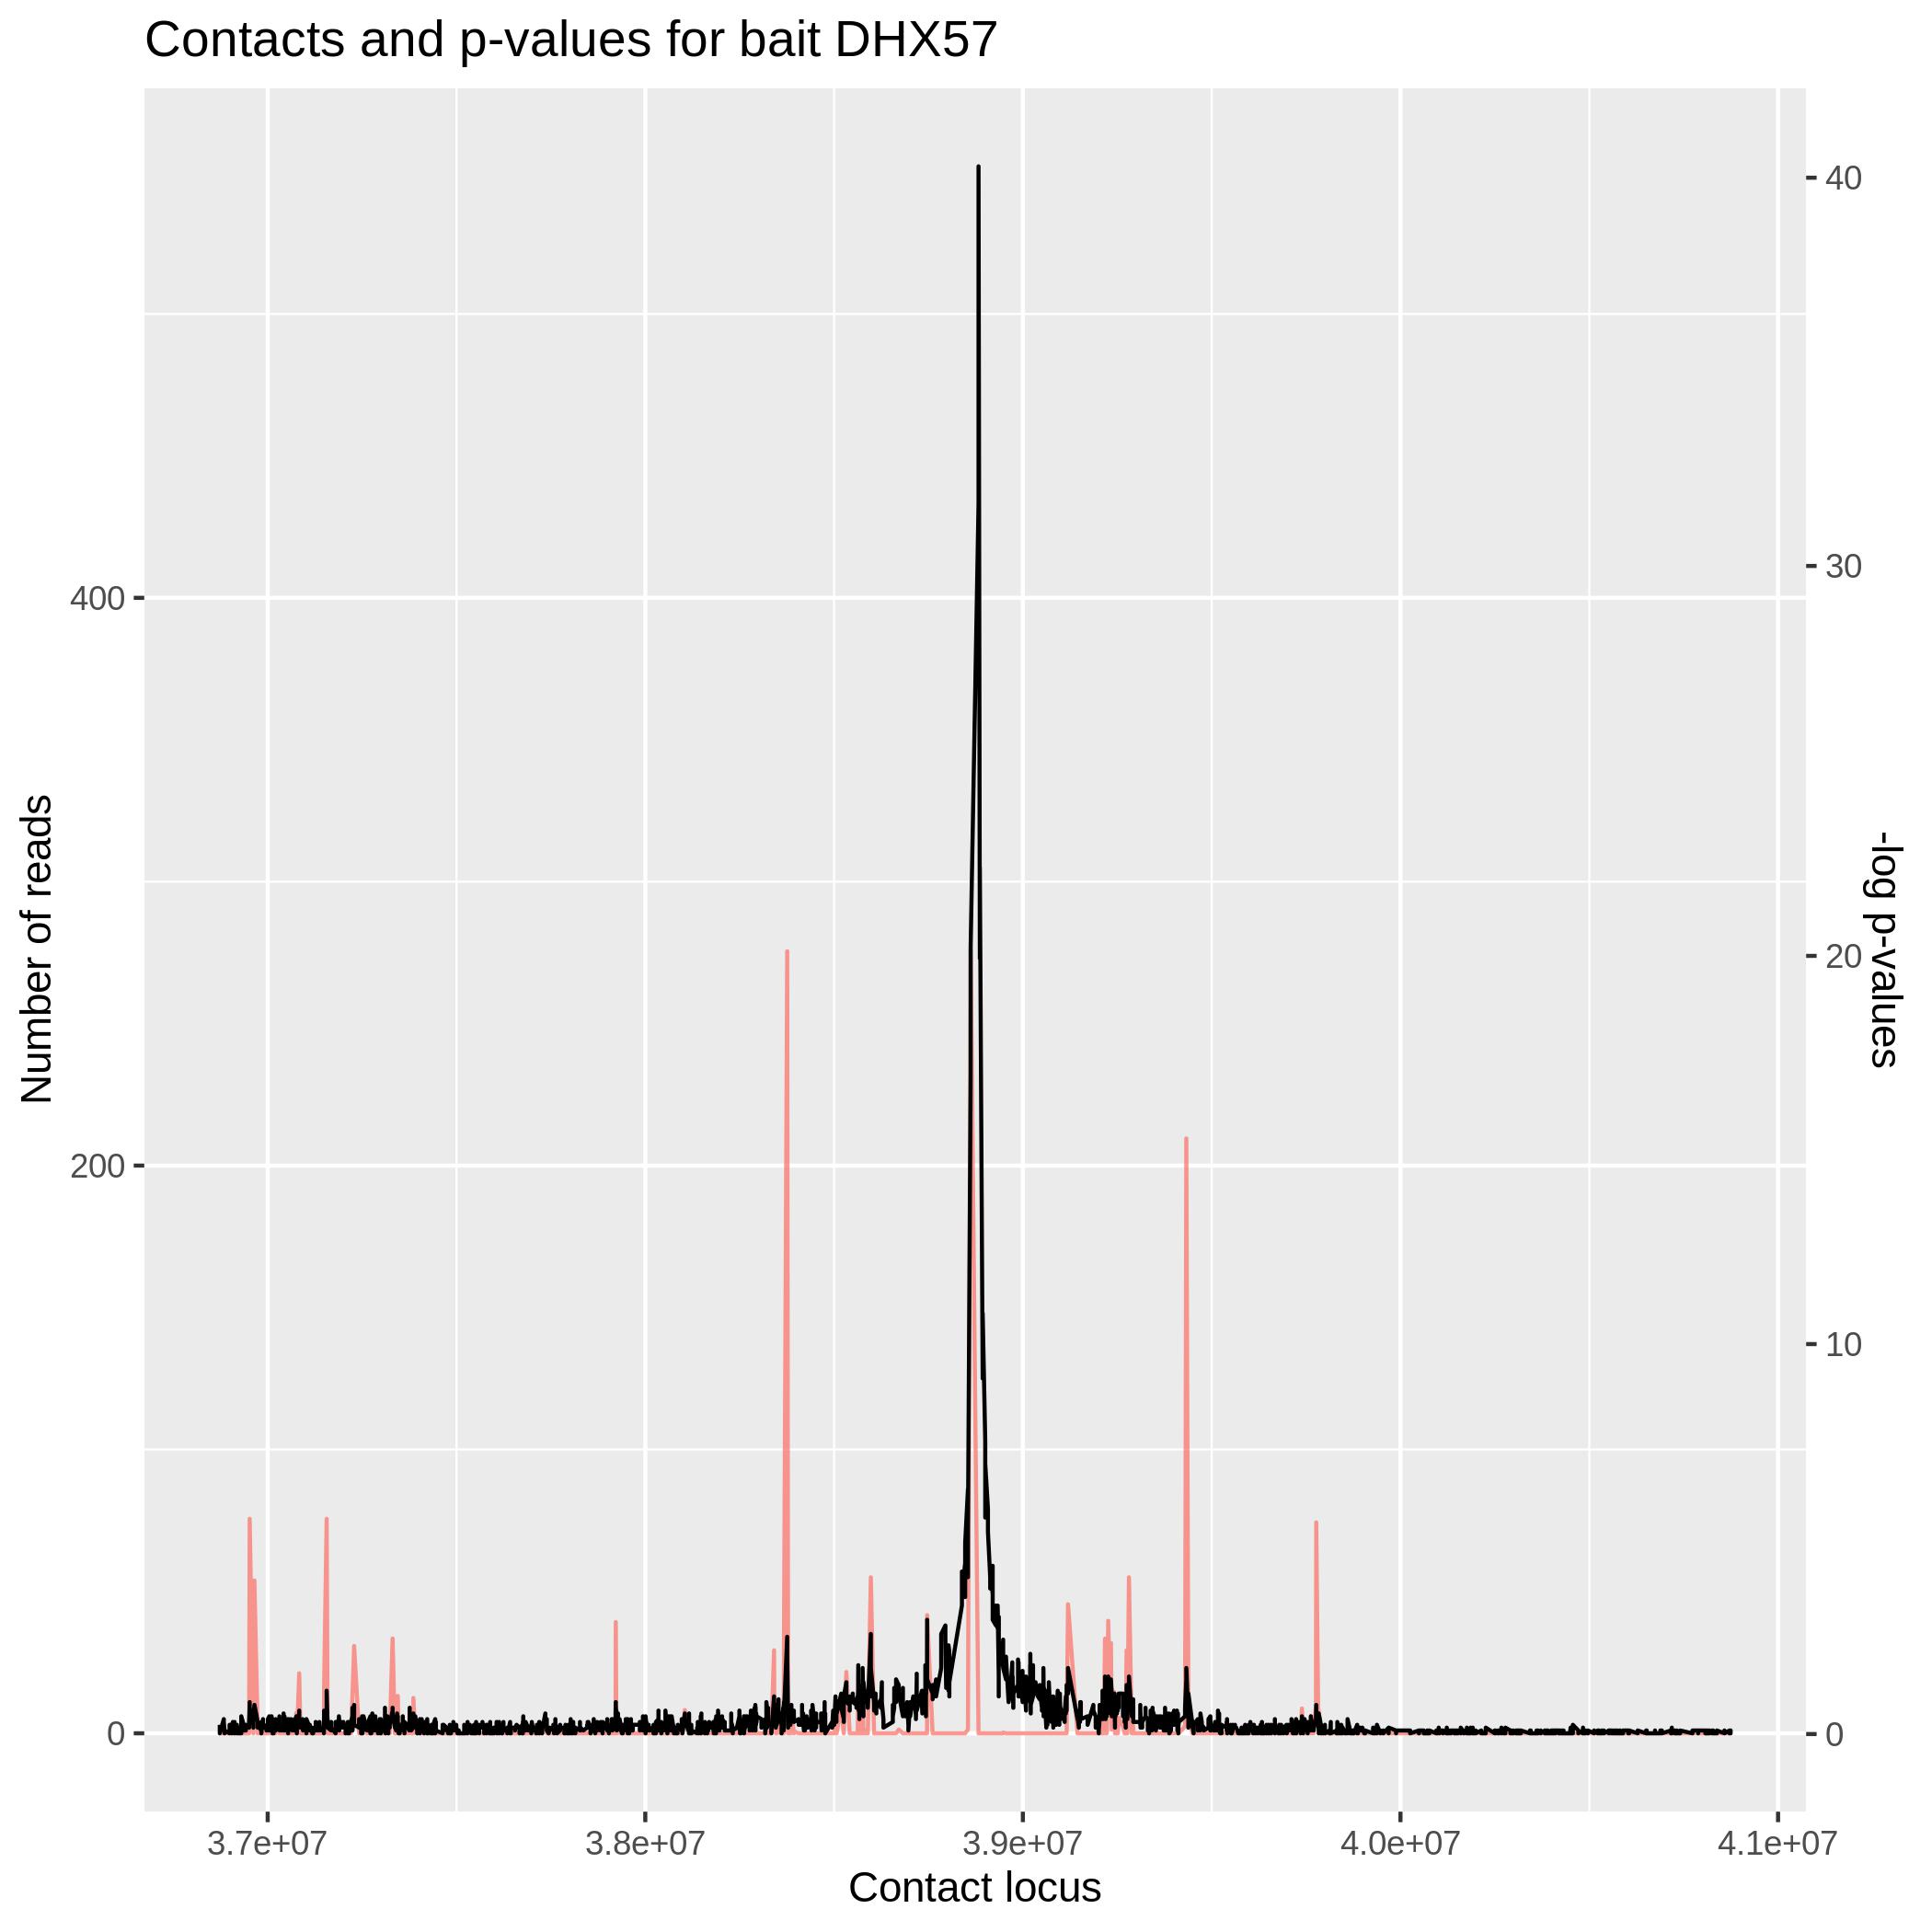 Contacts and p-values for bait DHX57
Number of reads
400
200
0
40
30
20
10
0
-log p-values
3.7e+07 3.8e+07 3.9e+07 4.0e+07 4.1e+07
Contact locus